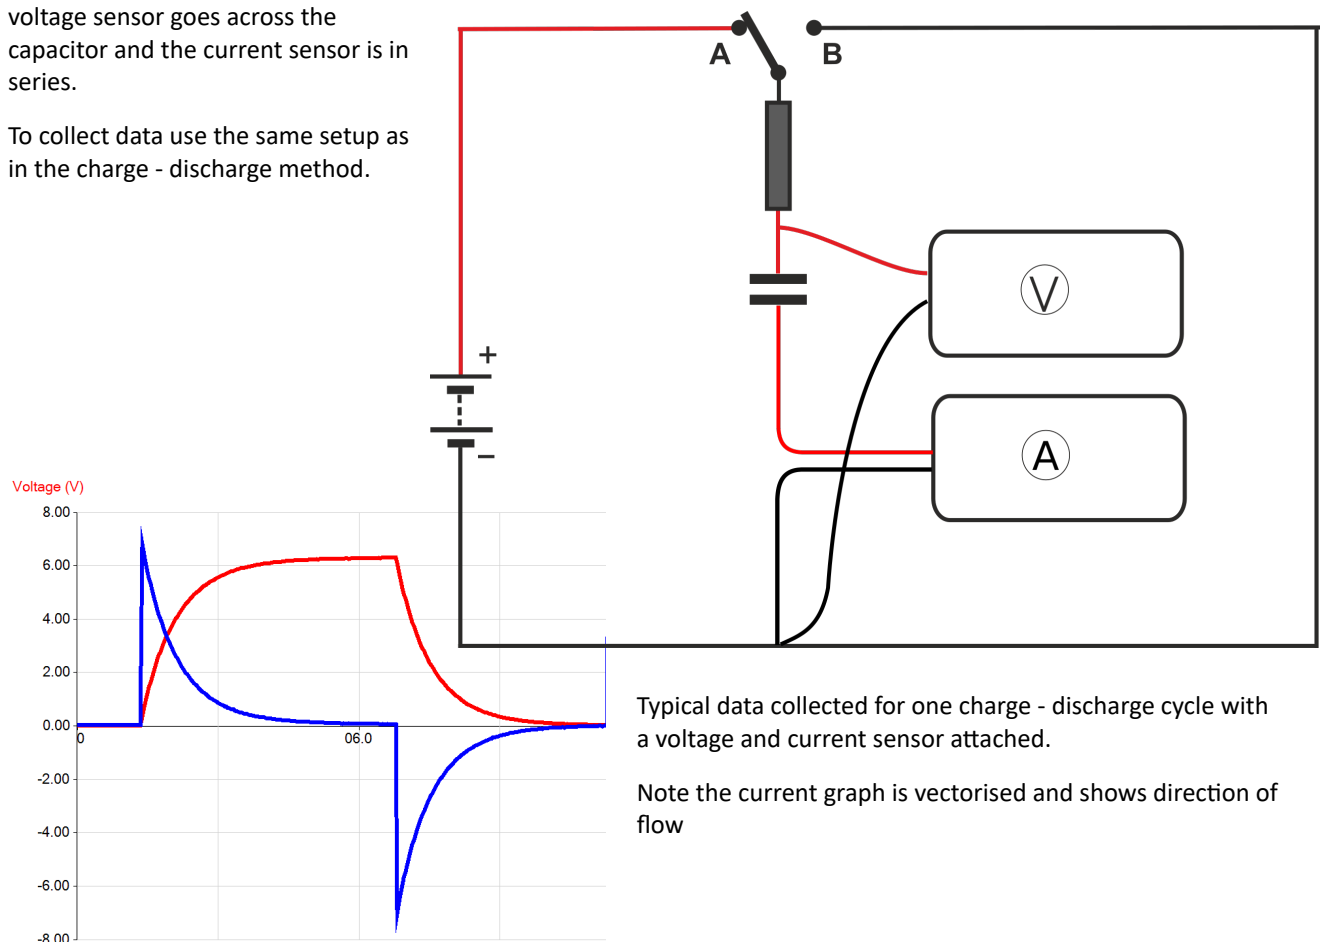 voltage sensor goes across the
capacitor and the current sensor is in
series.
To collect data use the same setup as
in the charge - discharge method.
A
B
V
A
+
–
Voltage (V)
8.00
6.00
4.00
2.00
0.00
-2.00
-4.00
-6.00
-8.00
0
06.0
Typical data collected for one charge - discharge cycle with
a voltage and current sensor attached.
Note the current graph is vectorised and shows direction of
flow